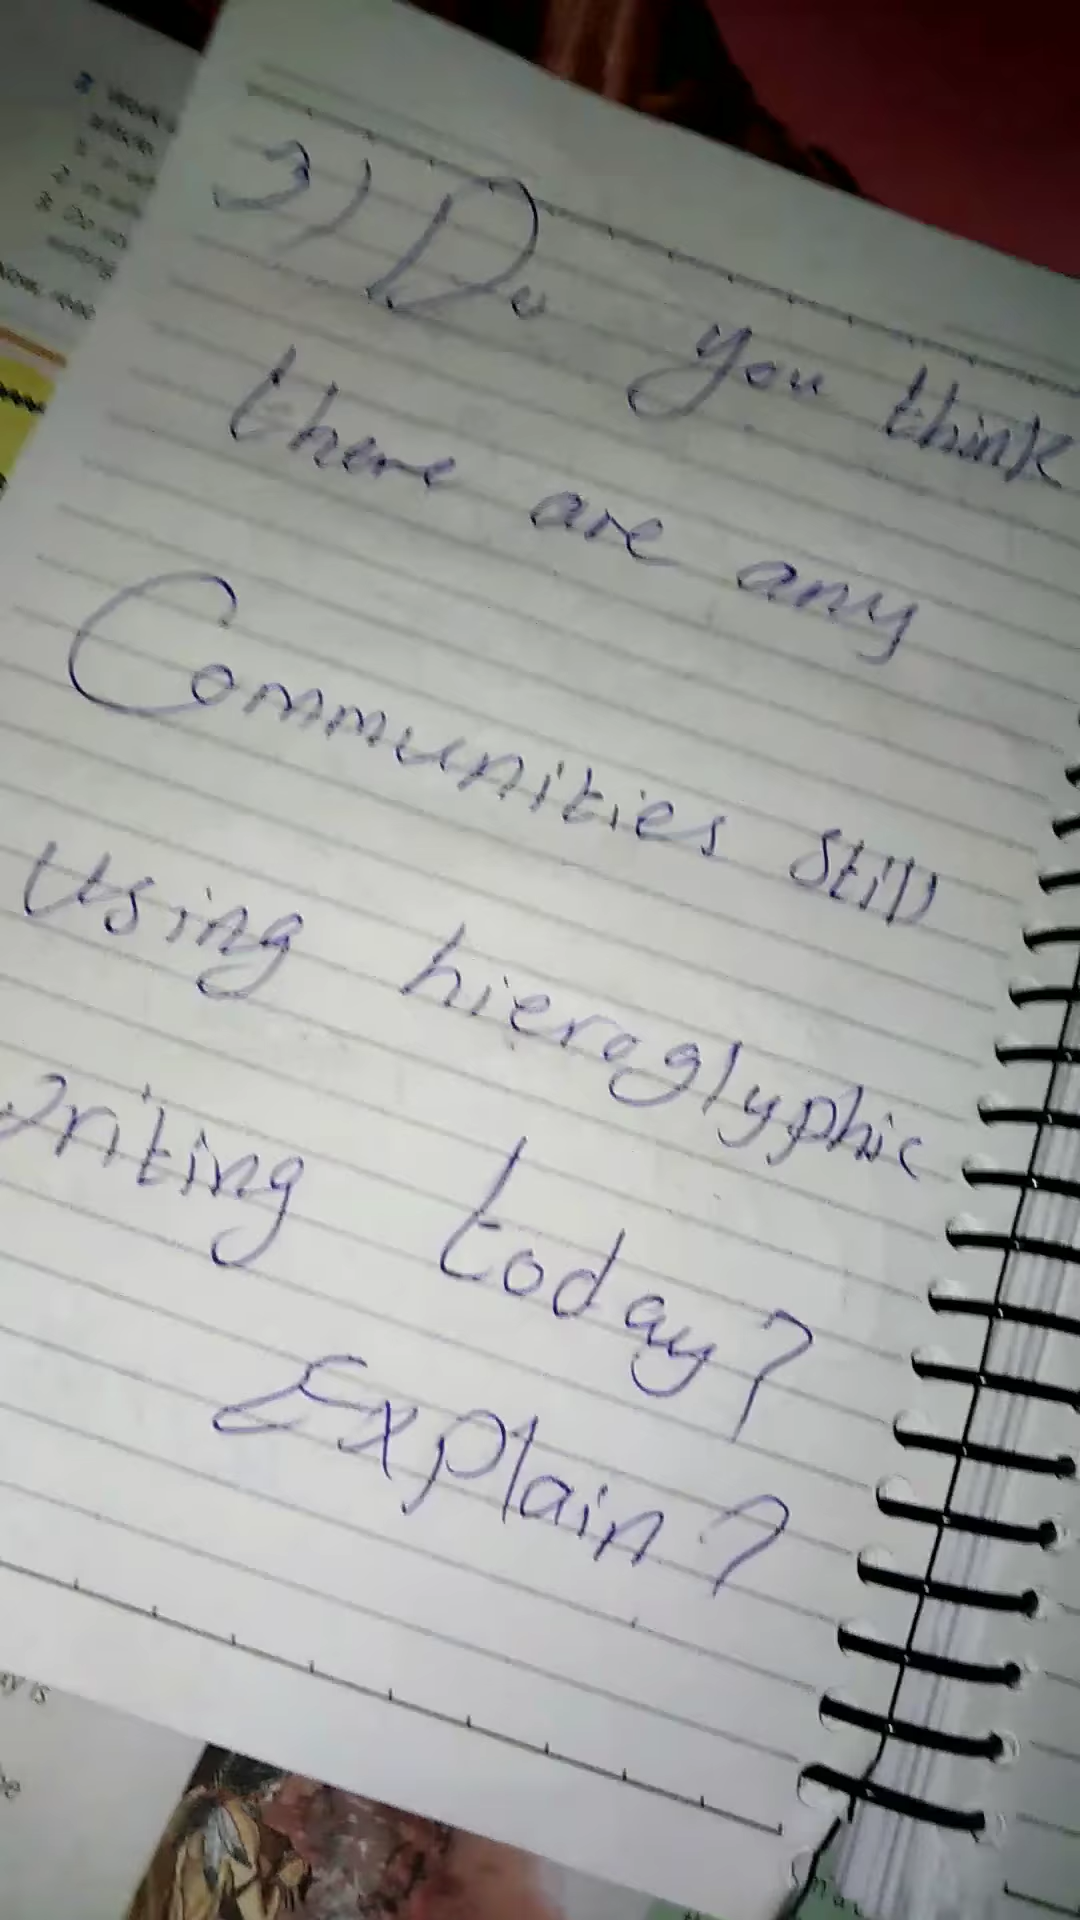 3) Do you think
there are any
Communities still
Using hieroglyphic
writing today?
Explain?